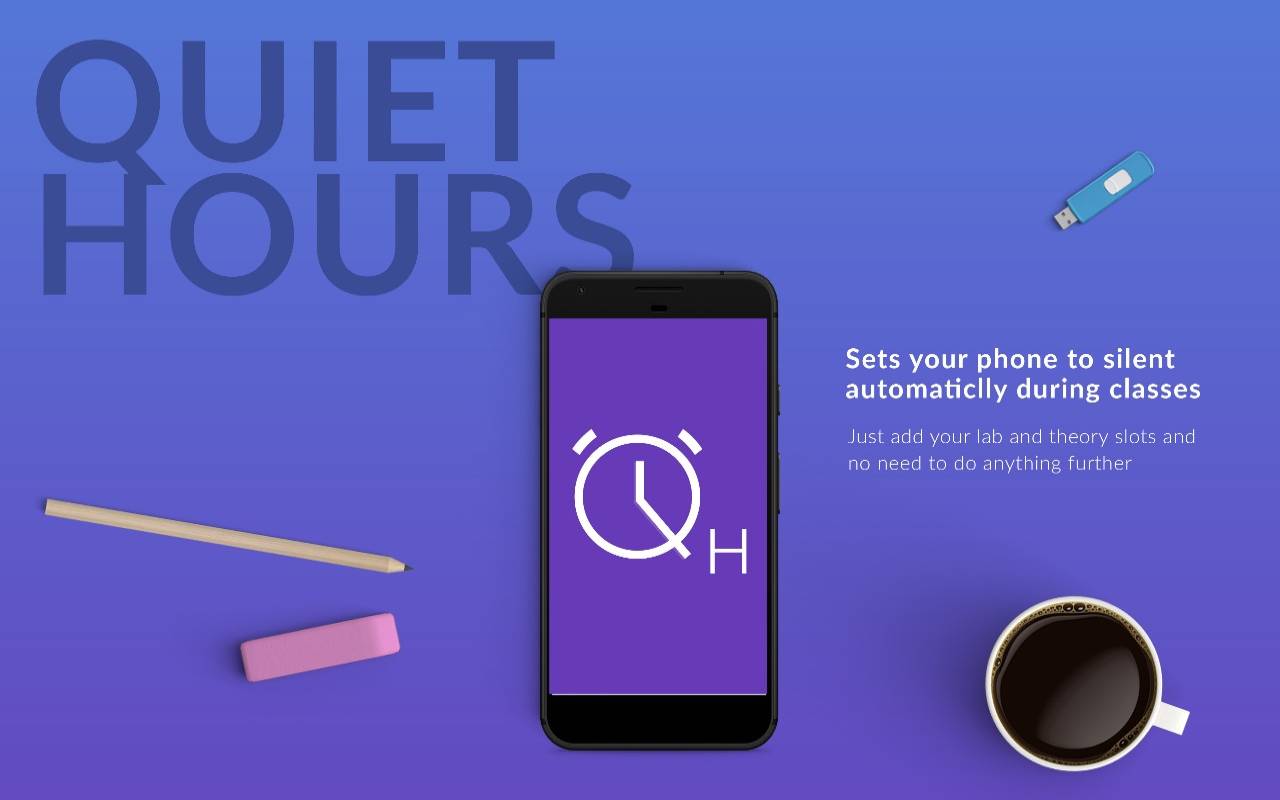 QUIET
HOURS
Sets your phone to silent
automaticlly during classes
Just add your lab and theory slots and
no need to do anything further
H